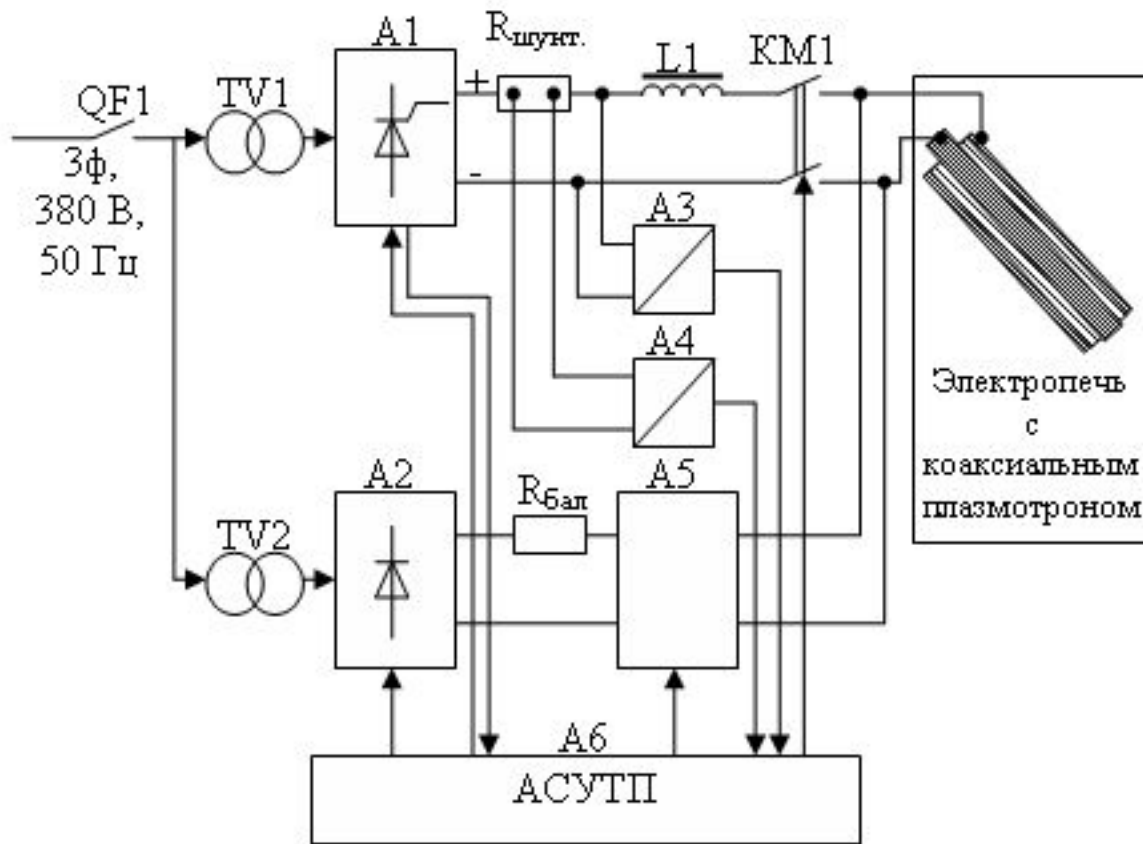 A1
Rшунт.
L1
KM1
+
QF1
TV1
3ф,
380 В,
50 Гц
-
A3
A4
Электропечь
с
коаксиальным
плазмотроном
A2
Rбал
A5
TV2
A6
АСУТП